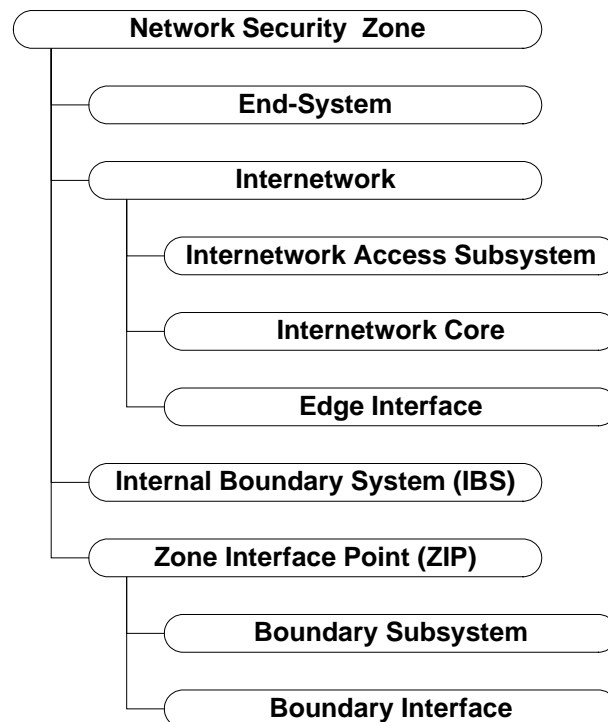 Network Security Zone
End-System
Internetwork
Internetwork Access Subsystem
Internetwork Core
Edge Interface
Internal Boundary System (IBS)
Zone Interface Point (ZIP)
Boundary Subsystem
Boundary Interface